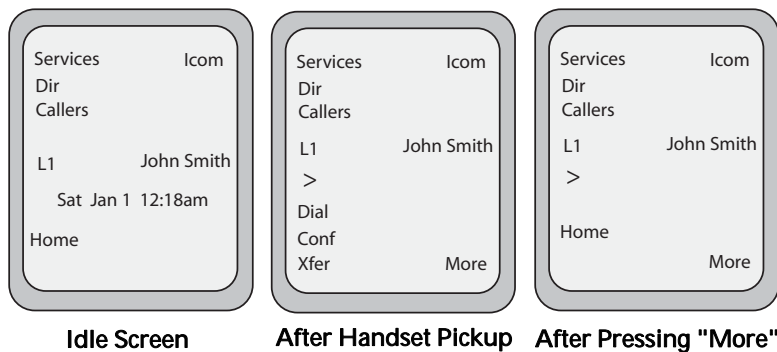 Services Icom
Dir
Callers
L1 John Smith
Sat Jan 1 12:18am
Home
Idle Screen
Services Icom
Dir
Callers
L1 John Smith
>
Dial
Conf
Xfer More
After Handset Pickup
Services Icom
Dir
Callers
L1 John Smith
>
Home
More
After Pressing "More"